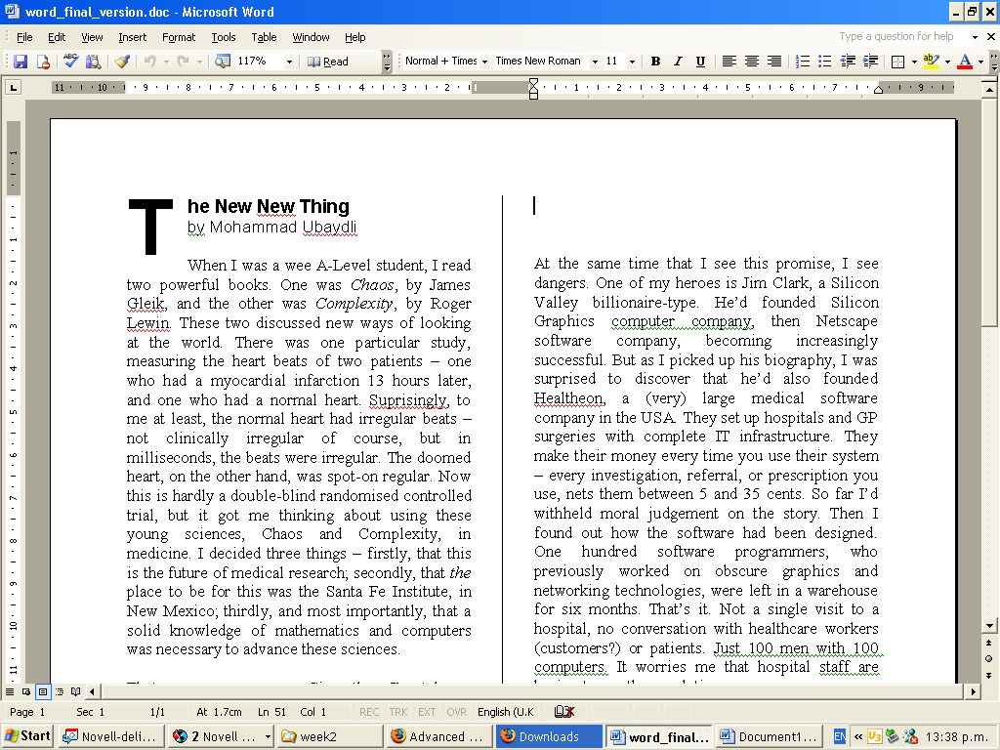 word_final_version.doc - Microsoft Word
File Edit View Insert Format Tools Table Window Help
Type a question for help
117%
Read
Normal + Times
Times New Roman
11
B I U
11 10 9 8 7 6 5 4 3 2 1 1 2 3 4 5 6 7 9
The New New Thing
by Mohammad Ubaydli
When I was a wee A-Level student, I read
two powerful books. One was Chaos, by James
Gleik, and the other was Complexity, by Roger
Lewin. These two discussed new ways of looking
at the world. There was one particular study,
measuring the heart beats of two patients – one
who had a myocardial infarction 13 hours later,
and one who had a normal heart. Suprisingly, to
me at least, the normal heart had irregular beats –
not clinically irregular of course, but in
milliseconds, the beats were irregular. The doomed
heart, on the other hand, was spot-on regular. Now
this is hardly a double-blind randomised controlled
trial, but it got me thinking about using these
young sciences, Chaos and Complexity, in
medicine. I decided three things – firstly, that this
is the future of medical research; secondly, that the
place to be for this was the Santa Fe Institute, in
New Mexico; thirdly, and most importantly, that a
solid knowledge of mathematics and computers
was necessary to advance these sciences.
At the same time that I see this promise, I see
dangers. One of my heroes is Jim Clark, a Silicon
Valley billionaire-type. He’d founded Silicon
Graphics computer company, then Netscape
software company, becoming increasingly
successful. But as I picked up his biography, I was
surprised to discover that he’d also founded
Healtheon, a (very) large medical software
company in the USA. They set up hospitals and GP
surgeries with complete IT infrastructure. They
make their money every time you use their system
– every investigation, referral, or prescription you
use, nets them between 5 and 35 cents. So far I’d
withheld moral judgement on the story. Then I
found out how the software had been designed.
One hundred software programmers, who
previously worked on obscure graphics and
networking technologies, were left in a warehouse
for six months. That’s it. Not a single visit to a
hospital, no conversation with healthcare workers
(customers?) or patients. Just 100 men with 100
computers. It worries me that hospital staff are
Page 1 Sec 1 1/1 At 1.7cm Ln 51 Col 1 REC TRK EXT OVR English (U.K
Start
Novell-deli...
2 Novell ...
week2
Advanced ...
Downloads
word_final...
Document1...
EN
«
13:38 p.m.